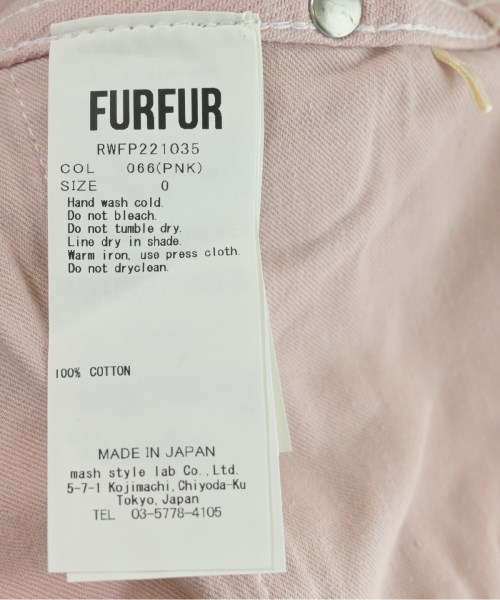 FURFUR
RWFP221035
COL 066(PNK)
SIZE 0
Hand wash cold.
Do not bleach.
Do not tumble dry.
Line dry in shade.
Warm iron, use press cloth.
Do not dryclean.
100% COTTON
MADE IN JAPAN
mash style lab Co.,Ltd.
5-7-1 Kojimachi,Chiyoda-Ku
Tokyo,Japan
TEL 03-5778-4105